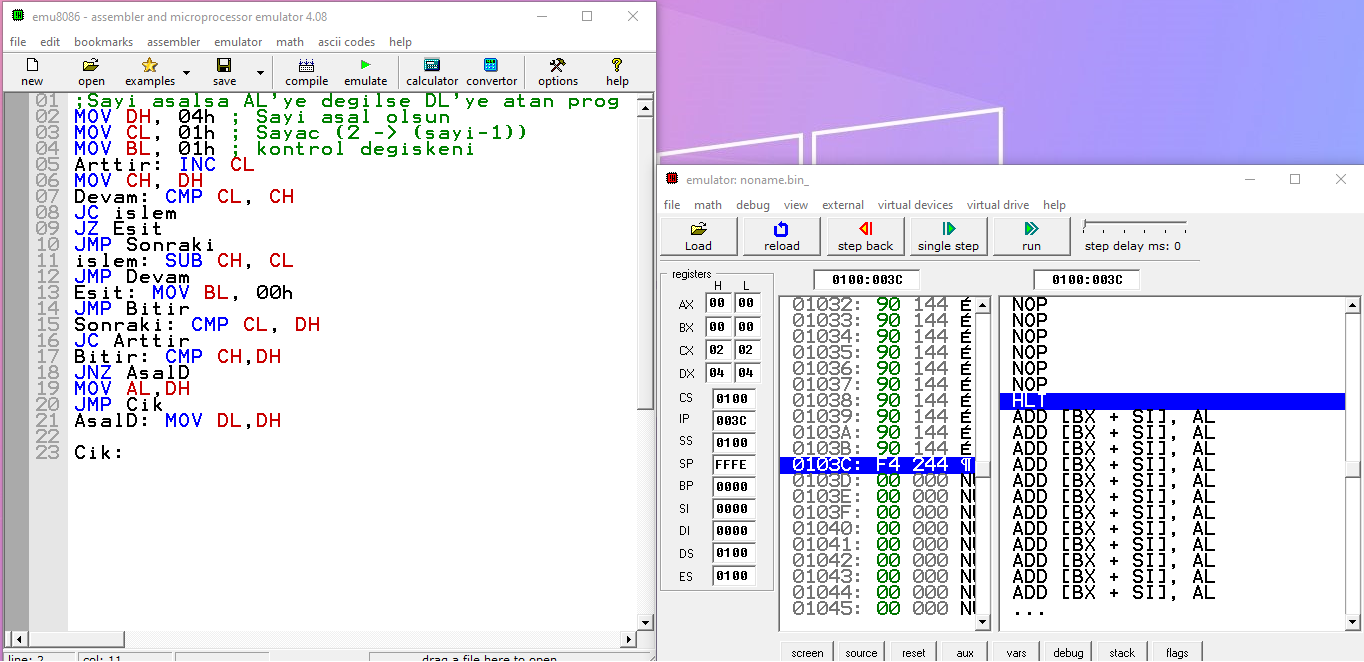 emu8086 - assembler and microprocessor emulator 4.08
file edit bookmarks assembler emulator math ascii codes help
new open examples save compile emulate calculator convertor options help
01 ;Sayi asalsa AL'ye degilse DL'ye atan prog
02 MOV DH, 04h ; Sayi asal olsun
03 MOV CL, 01h ; Sayac (2 -> (sayi-1))
04 MOV BL, 01h ; kontrol degiskeni
05 Arttir: INC CL
06 MOV CH, DH
07 Devam: CMP CL, CH
08 JC islem
09 JZ Esit
10 JMP Sonraki
11 islem: SUB CH, CL
12 JMP Devam
13 Esit: MOV BL, 00h
14 JMP Bitir
15 Sonraki: CMP CL, DH
16 JC Arttir
17 Bitir: CMP CH,DH
18 JNZ AsalD
19 MOV AL,DH
20 JMP Cik
21 AsalD: MOV DL,DH
22
23 Cik:
line: 2 col: 11 drag a file here to open
emulator: noname.bin_
file math debug view external virtual devices virtual drive help
Load reload step back single step run step delay ms: 0
registers
H L
AX 00 00
BX 00 00
CX 02 02
DX 04 04
CS 0100
IP 003C
SS 0100
SP FFFE
BP 0000
SI 0000
DI 0000
DS 0100
ES 0100
0100:003C
01032: 90 144 É
01033: 90 144 É
01034: 90 144 É
01035: 90 144 É
01036: 90 144 É
01037: 90 144 É
01038: 90 144 É
01039: 90 144 É
0103A: 90 144 É
0103B: 90 144 É
0103C: F4 244 ¶
0103D: 00 000 NU
0103E: 00 000 NU
0103F: 00 000 NU
01040: 00 000 NU
01041: 00 000 NU
01042: 00 000 NU
01043: 00 000 NU
01044: 00 000 NU
01045: 00 000 NU
0100:003C
NOP
NOP
NOP
NOP
NOP
NOP
HLT
ADD [BX + SI], AL
ADD [BX + SI], AL
ADD [BX + SI], AL
ADD [BX + SI], AL
ADD [BX + SI], AL
ADD [BX + SI], AL
ADD [BX + SI], AL
ADD [BX + SI], AL
ADD [BX + SI], AL
ADD [BX + SI], AL
ADD [BX + SI], AL
ADD [BX + SI], AL
...
screen source reset aux vars debug stack flags